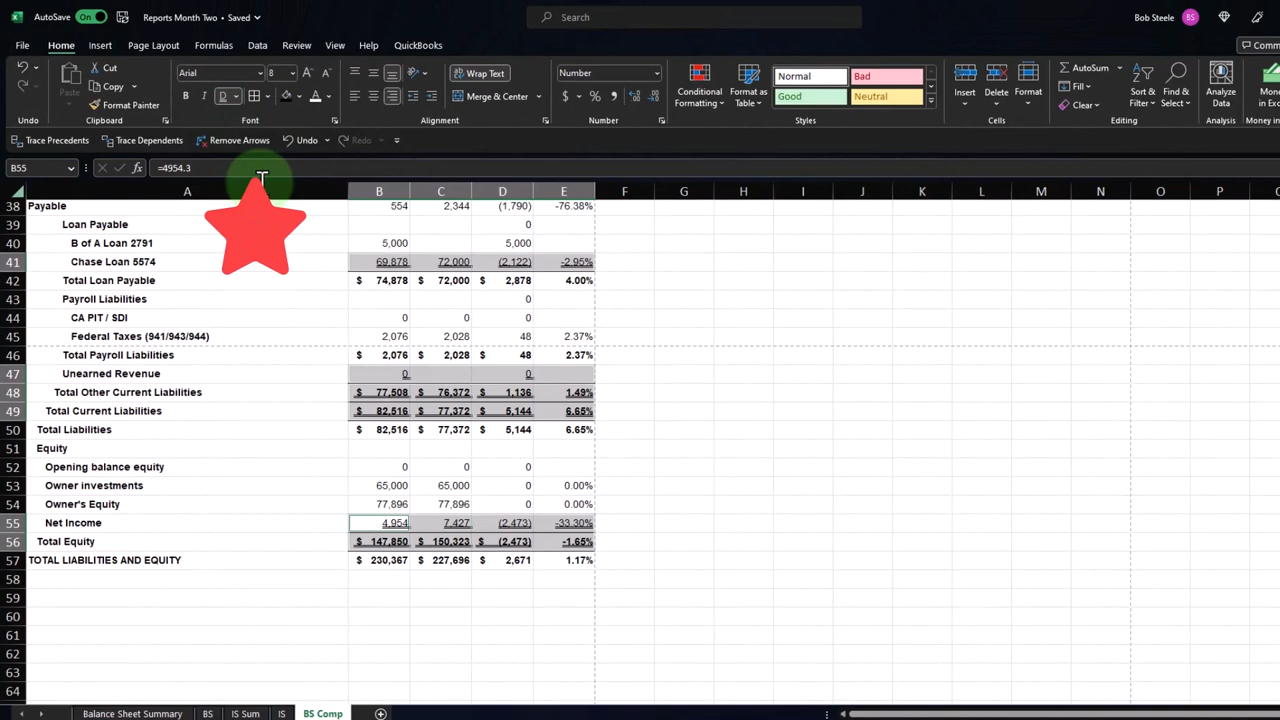 AutoSave On Reports Month Two • Saved Search Bob Steele BS
File Home Insert Page Layout Formulas Data Review View Help QuickBooks Comm
Paste Cut Copy Format Painter Arial 8 B I D Wrap Text Merge & Center Number $ % Conditional Formatting Format as Table Normal Bad Good Neutral Insert Delete Format AutoSum Fill Clear Sort & Filter Find & Select Analyze Data Money in Exce
Undo Clipboard Font Alignment Number Styles Cells Editing Analysis Money in
Trace Precedents Trace Dependents Remove Arrows Undo Redo
B55 fx =4954.3
A B C D E F G H I J K L M N O P
38 Payable 554 2,344 (1,790) -76.38%
39 Loan Payable 0
40 B of A Loan 2791 5,000 5,000
41 Chase Loan 5574 69,878 72,000 (2,122) -2.95%
42 Total Loan Payable $ 74,878 $ 72,000 $ 2,878 4.00%
43 Payroll Liabilities 0
44 CA PIT / SDI 0 0 0
45 Federal Taxes (941/943/944) 2,076 2,028 48 2.37%
46 Total Payroll Liabilities $ 2,076 $ 2,028 $ 48 2.37%
47 Unearned Revenue 0 0
48 Total Other Current Liabilities $ 77,508 $ 76,372 $ 1,136 1.49%
49 Total Current Liabilities $ 82,516 $ 77,372 $ 5,144 6.65%
50 Total Liabilities $ 82,516 $ 77,372 $ 5,144 6.65%
51 Equity
52 Opening balance equity 0 0 0
53 Owner investments 65,000 65,000 0 0.00%
54 Owner's Equity 77,896 77,896 0 0.00%
55 Net Income 4,954 7,427 (2,473) -33.30%
56 Total Equity $ 147,850 $ 150,323 $ (2,473) -1.65%
57 TOTAL LIABILITIES AND EQUITY $ 230,367 $ 227,696 $ 2,671 1.17%
58
59
60
61
62
63
64
Balance Sheet Summary BS IS Sum IS BS Comp